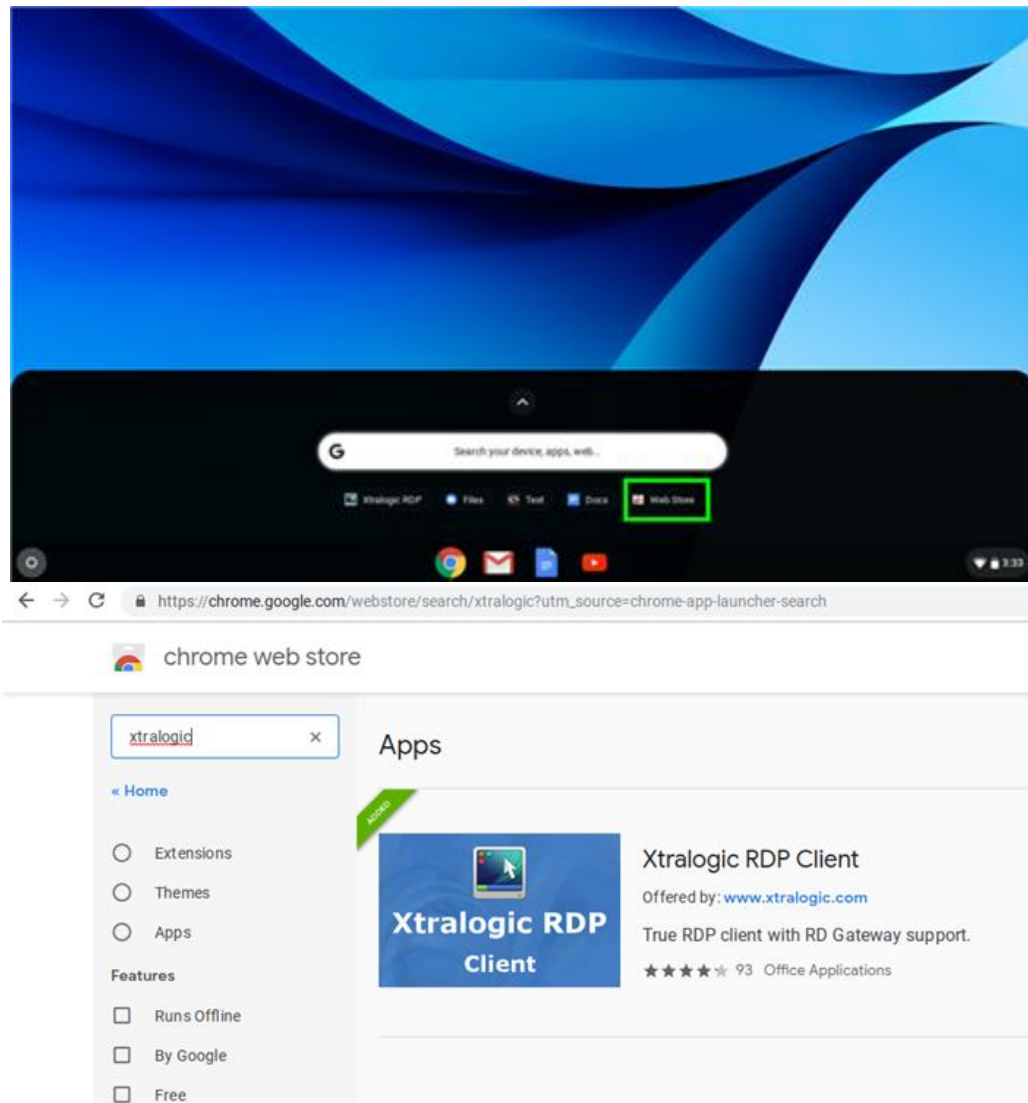 Search your device, apps, web...
Xtralogic RDP
Files
Text
Docs
Web Store
3:33
https://chrome.google.com/webstore/search/xtralogic?utm_source=chrome-app-launcher-search
chrome web store
xtralogic
Apps
« Home
ADDED
Extensions
Themes
Apps
Features
Runs Offline
By Google
Free
Xtralogic RDP
Client
Xtralogic RDP Client
Offered by: www.xtralogic.com
True RDP client with RD Gateway support.
93 Office Applications